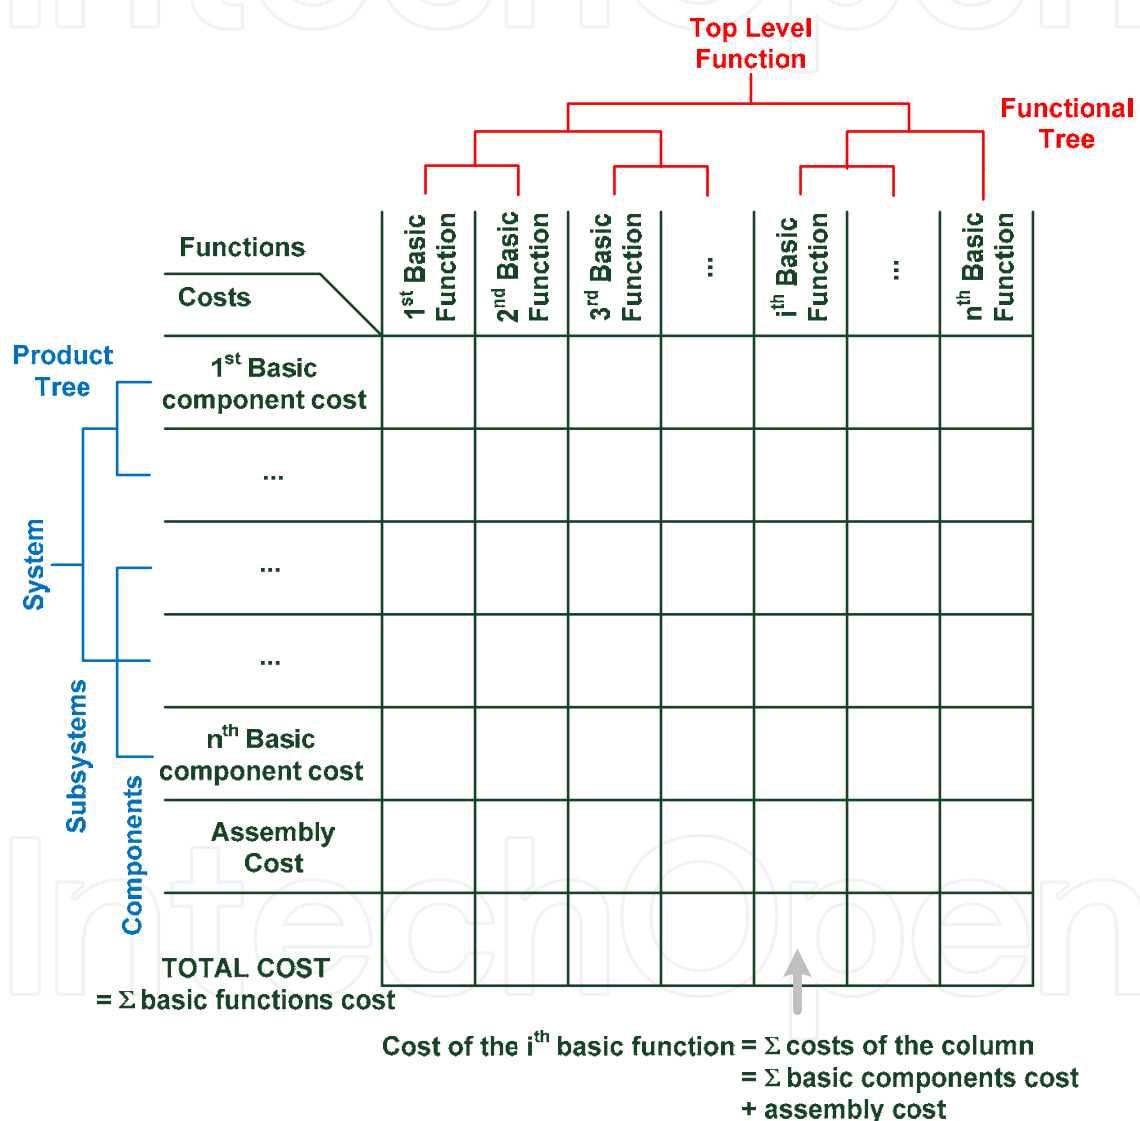 IntechOpen
Top Level
Function
Functional
Tree
Functions
Costs
1st Basic
Function
2nd Basic
Function
3rd Basic
Function
...
ith Basic
Function
...
nth Basic
Function
Product
Tree
System
Subsystems
Components
1st Basic
component cost
...
...
...
nth Basic
component cost
Assembly
Cost
IntechOpen
TOTAL COST
= Σ basic functions cost
Cost of the ith basic function = Σ costs of the column
= Σ basic components cost
+ assembly cost